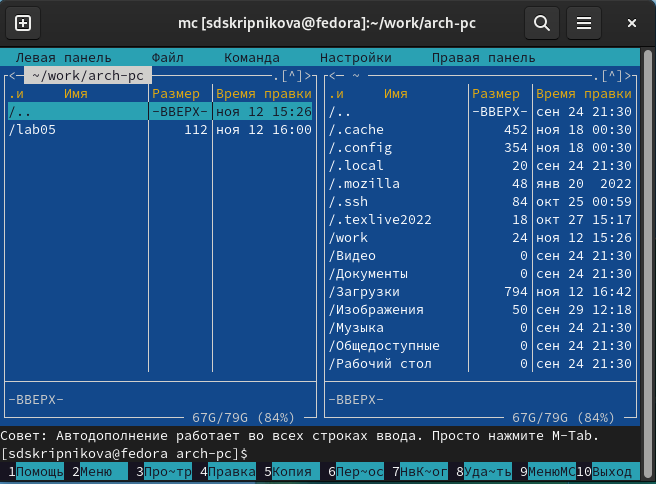 mc [sdskripnikova@fedora]:~/work/arch-pc
Левая панель Файл Команда Настройки Правая панель
<─ ~/work/arch-pc .[^]> <─ ~ .[^]>
.и Имя Размер Время правки .и Имя Размер Время правки
/.. -ВВЕРХ- ноя 12 15:26 /.. -ВВЕРХ- сен 24 21:30
/lab05 112 ноя 12 16:00 /.cache 452 ноя 18 00:30
/.config 354 ноя 18 00:30
/.local 20 сен 24 21:30
/.mozilla 48 янв 20 2022
/.ssh 84 окт 25 00:59
/.texlive2022 18 окт 27 15:17
/work 24 ноя 12 15:26
/Видео 0 сен 24 21:30
/Документы 0 сен 24 21:30
/Загрузки 794 ноя 12 16:42
/Изображения 50 сен 29 12:18
/Музыка 0 сен 24 21:30
/Общедоступные 0 сен 24 21:30
/Рабочий стол 0 сен 24 21:30
-ВВЕРХ- -ВВЕРХ-
67G/79G (84%) 67G/79G (84%)
Совет: Автодополнение работает во всех строках ввода. Просто нажмите M-Tab.
[sdskripnikova@fedora arch-pc]$
1Помощь 2Меню 3Про~тр 4Правка 5Копия 6Пер~ос 7НвК~ог 8Уда~ть 9МенюMC 10Выход